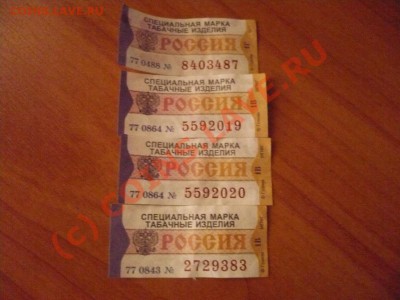 СПЕЦИАЛЬНАЯ МАРКА
ТАБАЧНЫЕ ИЗДЕЛИЯ
РОССИЯ
77 0488 № 8403487
СПЕЦИАЛЬНАЯ МАРКА
ТАБАЧНЫЕ ИЗДЕЛИЯ
РОССИЯ
77 0864 № 5592019
СПЕЦИАЛЬНАЯ МАРКА
ТАБАЧНЫЕ ИЗДЕЛИЯ
РОССИЯ
77 0864 № 5592020
СПЕЦИАЛЬНАЯ МАРКА
ТАБАЧНЫЕ ИЗДЕЛИЯ
РОССИЯ
77 0843 № 2729383